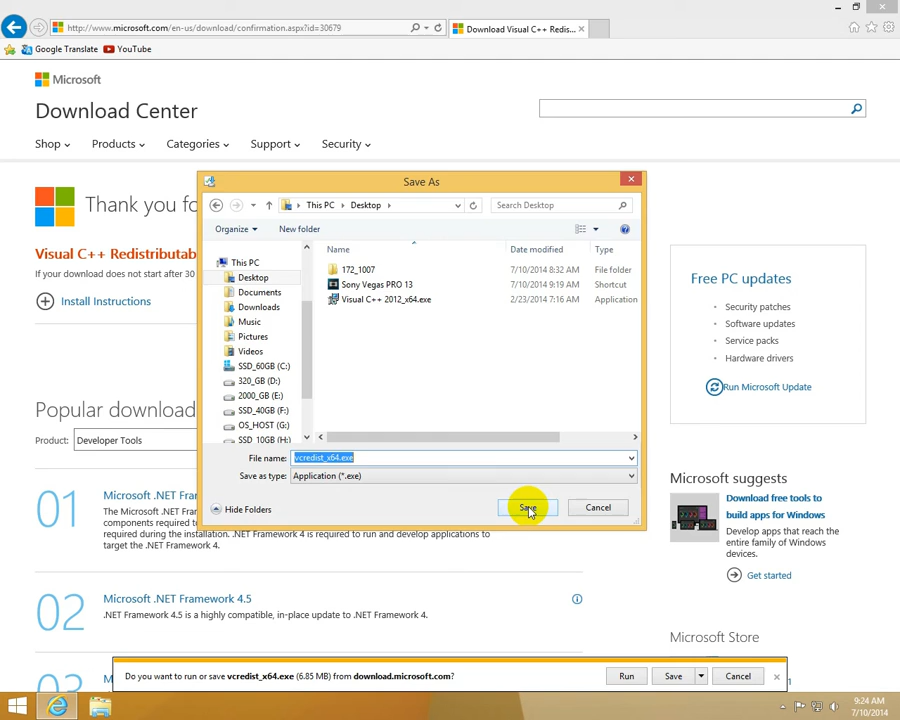 http://www.microsoft.com/en-us/download/confirmation.aspx?id=30679
Download Visual C++ Redis...
Google Translate
YouTube
Microsoft
Download Center
Shop
Products
Categories
Support
Security
Thank you fo
Visual C++ Redistributab
If your download does not start after 30
Install Instructions
Save As
This PC
Desktop
Search Desktop
Organize
New folder
Name
Date modified
Type
This PC
Desktop
Documents
Downloads
Music
Pictures
Videos
SSD_60GB (C:)
320_GB (D:)
2000_GB (E:)
SSD_40GB (F:)
OS_HOST (G:)
SSD_10GB (H:)
172_1007
7/10/2014 8:32 AM
File folder
Sony Vegas PRO 13
7/10/2014 9:19 AM
Shortcut
Visual C++ 2012_x64.exe
2/23/2014 7:16 AM
Application
File name:
vcredist_x64.exe
Save as type:
Application (*.exe)
Hide Folders
Save
Cancel
Free PC updates
Security patches
Software updates
Service packs
Hardware drivers
Run Microsoft Update
Popular download
Product:
Developer Tools
01
Microsoft .NET Fra
The Microsoft .NET Fra
components required to
required during the installation. .NET Framework 4 is required to run and develop applications to
target the .NET Framework 4.
02
Microsoft .NET Framework 4.5
.NET Framework 4.5 is a highly compatible, in-place update to .NET Framework 4.
Microsoft suggests
Download free tools to
build apps for Windows
Develop apps that reach the
entire family of Windows
devices.
Get started
Microsoft Store
Do you want to run or save vcredist_x64.exe (6.85 MB) from download.microsoft.com?
Run
Save
Cancel
9:24 AM
7/10/2014